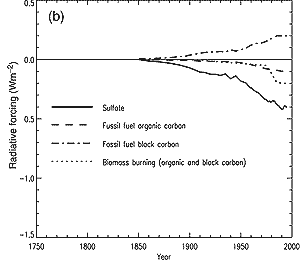 (b)
0.5
0.0
-0.5
-1.0
-1.5
Radiative forcing (Wm⁻²)
Sulfate
Fossil fuel organic carbon
Fossil fuel black carbon
Biomass burning (organic and black carbon)
1750 1800 1850 1900 1950 2000
Year